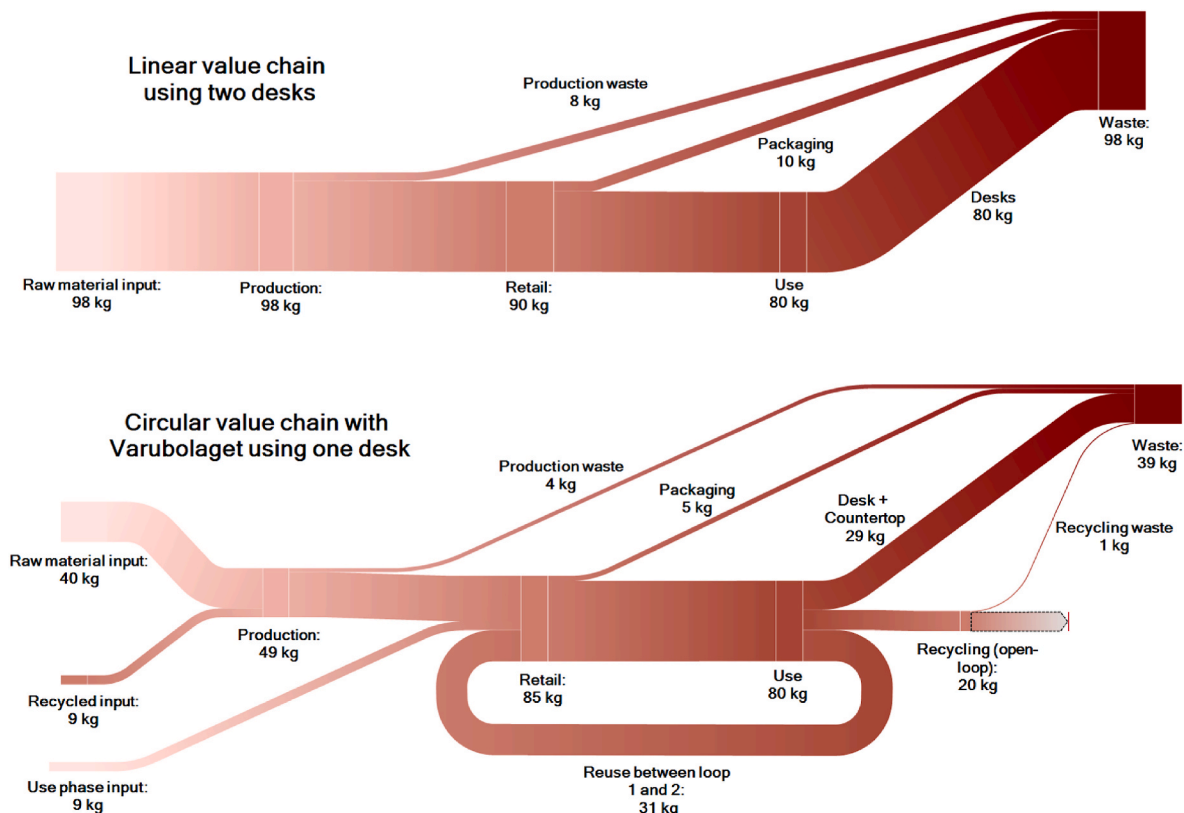 Linear value chain
using two desks
Production waste
8 kg
Packaging
10 kg
Waste:
98 kg
Desks
80 kg
Raw material input:
98 kg
Production:
98 kg
Retail:
90 kg
Use
80 kg
Circular value chain with
Varubolaget using one desk
Production waste
4 kg
Packaging
5 kg
Desk +
Countertop
29 kg
Waste:
39 kg
Recycling waste
1 kg
Raw material input:
40 kg
Production:
49 kg
Recycled input:
9 kg
Retail:
85 kg
Use
80 kg
Recycling (open-
loop):
20 kg
Use phase input:
9 kg
Reuse between loop
1 and 2:
31 kg